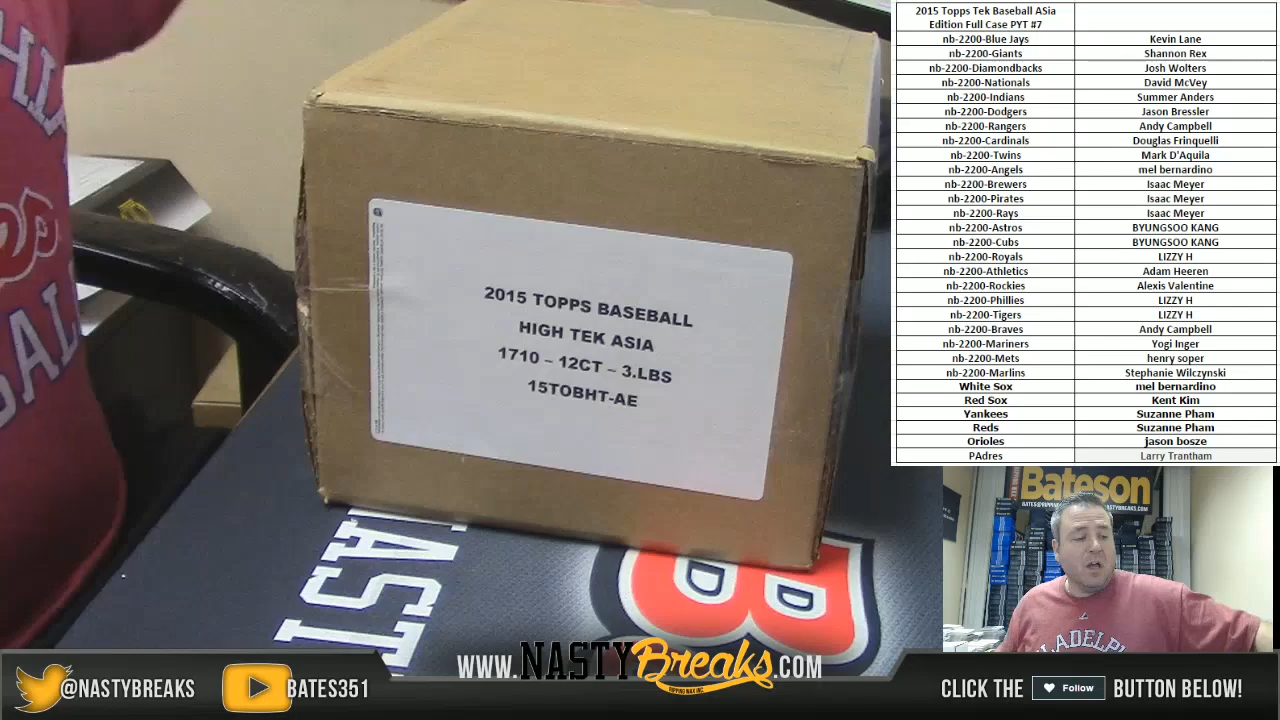 2015 TOPPS BASEBALL
HIGH TEK ASIA
1710 – 12CT – 3.LBS
15TOBHT-AE
2015 Topps Tek Baseball ASia
Edition Full Case PYT #7
nb-2200-Blue Jays Kevin Lane
nb-2200-Giants Shannon Rex
nb-2200-Diamondbacks Josh Wolters
nb-2200-Nationals David McVey
nb-2200-Indians Summer Anders
nb-2200-Dodgers Jason Bressler
nb-2200-Rangers Andy Campbell
nb-2200-Cardinals Douglas Frinquelli
nb-2200-Twins Mark D'Aquila
nb-2200-Angels mel bernardino
nb-2200-Brewers Isaac Meyer
nb-2200-Pirates Isaac Meyer
nb-2200-Rays Isaac Meyer
nb-2200-Astros BYUNGSOO KANG
nb-2200-Cubs BYUNGSOO KANG
nb-2200-Royals LIZZY H
nb-2200-Athletics Adam Heeren
nb-2200-Rockies Alexis Valentine
nb-2200-Phillies LIZZY H
nb-2200-Tigers LIZZY H
nb-2200-Braves Andy Campbell
nb-2200-Mariners Yogi Inger
nb-2200-Mets henry soper
nb-2200-Marlins Stephanie Wilczynski
White Sox mel bernardino
Red Sox Kent Kim
Yankees Suzanne Pham
Reds Suzanne Pham
Orioles jason bosze
PAdres Larry Trantham
Bateson
NAST
B
WWW.NASTYBreaks.COM
RIPPING WAX INC.
@NASTYBREAKS
BATES351
CLICK THE Follow BUTTON BELOW!